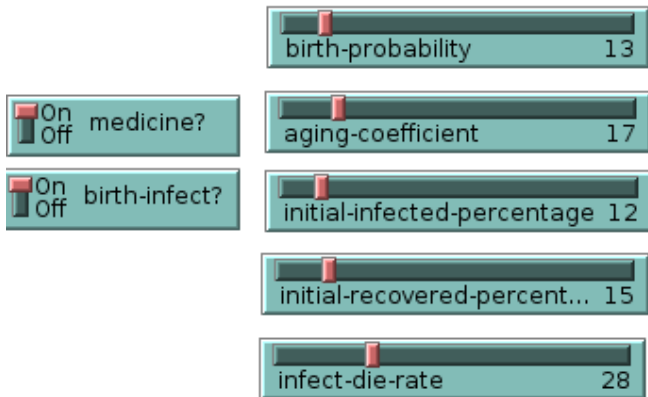 birth-probability 13
On
Off
medicine?
aging-coefficient 17
On
Off
birth-infect?
initial-infected-percentage 12
initial-recovered-percent... 15
infect-die-rate 28